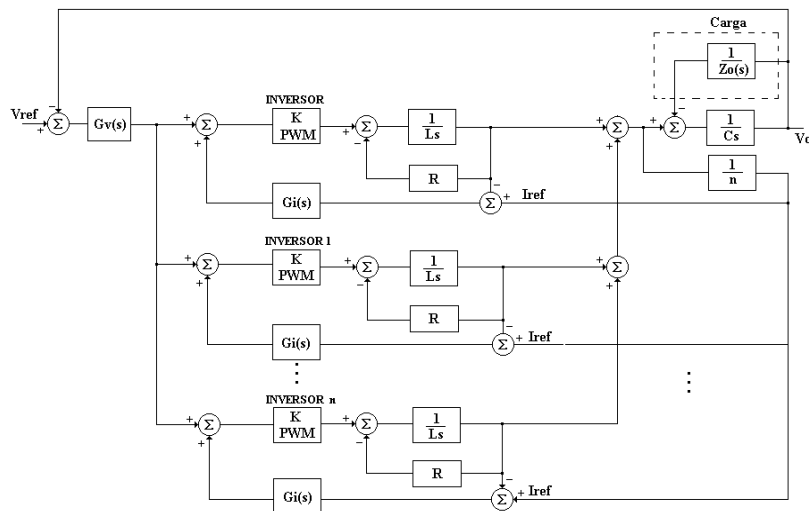 Carga
1
Zo(s)
Vref
−
+
Σ
Gv(s)
INVERSOR
+
+
Σ
K
PWM
+
−
Σ
1
Ls
R
Gi(s)
−
+
Σ
Iref
+
+
Σ
+
−
Σ
1
Cs
Vo
1
n
INVERSOR 1
+
+
Σ
K
PWM
+
−
Σ
1
Ls
R
Gi(s)
−
+
Σ
Iref
+
+
Σ
INVERSOR n
+
+
Σ
K
PWM
+
−
Σ
1
Ls
R
Gi(s)
−
+
Σ
Iref